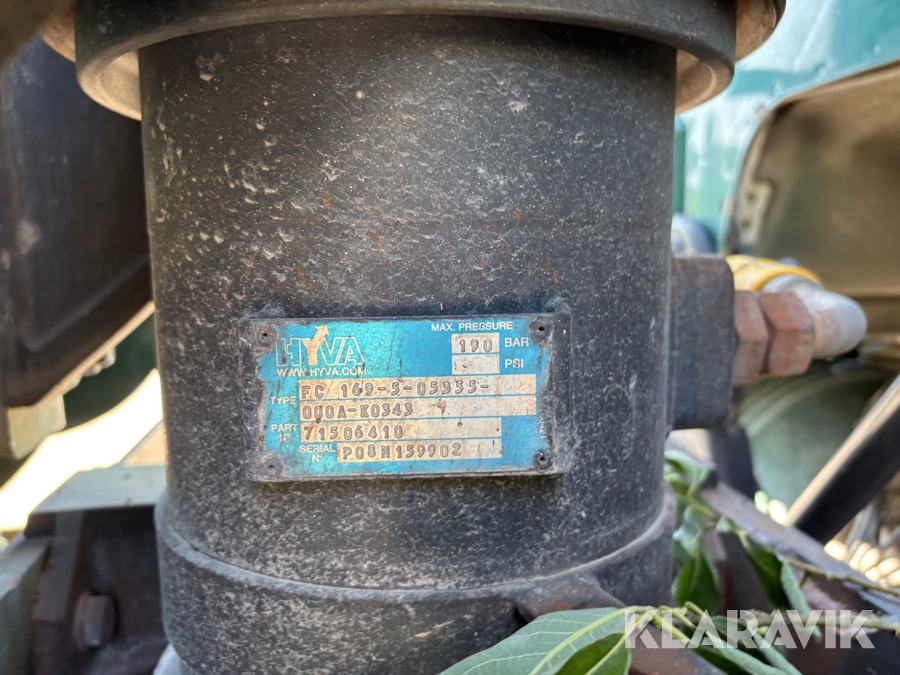 HYVA
WWW.HYVA.COM
MAX. PRESSURE
190 BAR
PSI
TYPE FC 169-5-05355-
000A-K0343
PART Nº 71506410
SERIAL Nº P08H159902
KLARAVIK